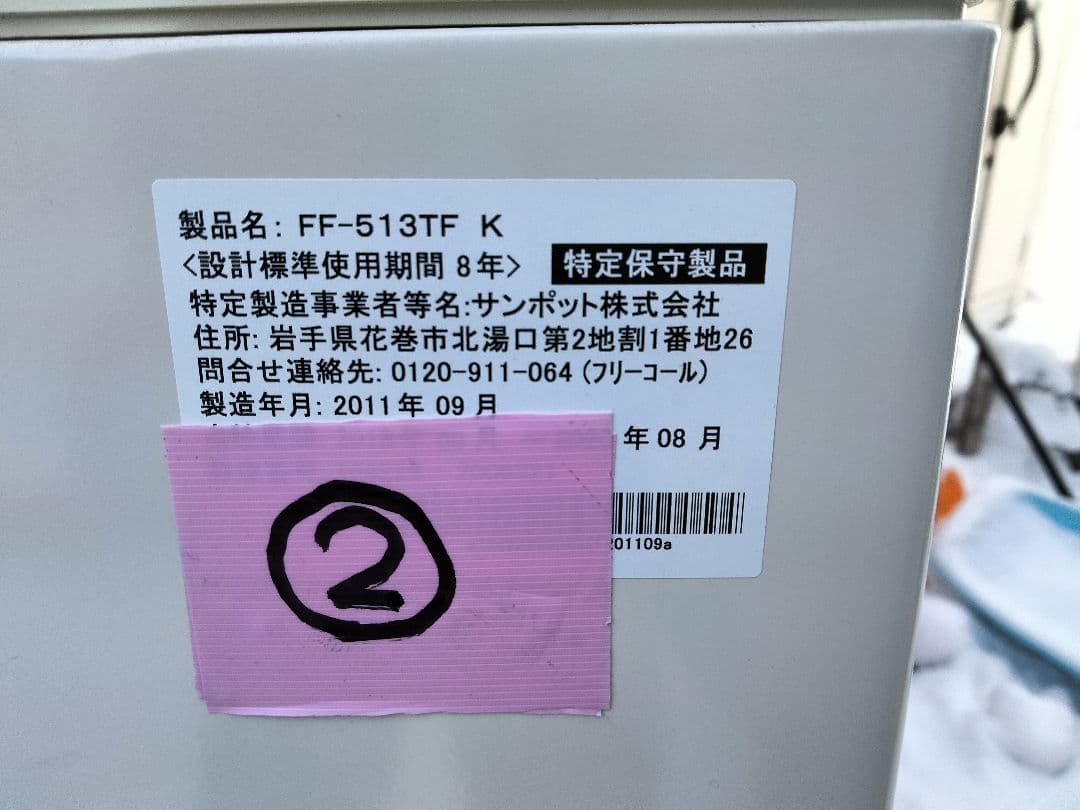 製品名: FF-513TF K
<設計標準使用期間 8年> 特定保守製品
特定製造事業者等名:サンポット株式会社
住所: 岩手県花巻市北湯口第2地割1番地26
問合せ連絡先: 0120-911-064 (フリーコール)
製造年月: 2011年 09 月
年 08 月
201109a
②